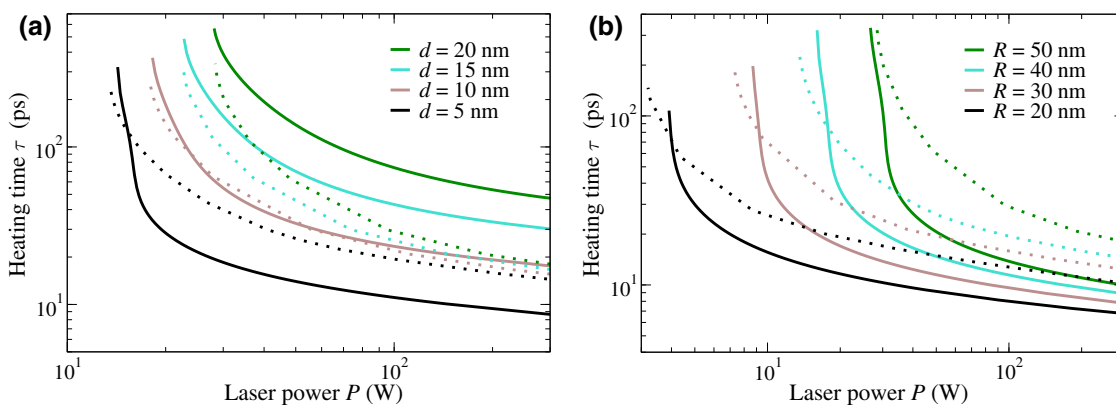 (a)
d = 20 nm
d = 15 nm
d = 10 nm
d = 5 nm
10²
10¹
Heating time τ (ps)
10¹
10²
Laser power P (W)
(b)
R = 50 nm
R = 40 nm
R = 30 nm
R = 20 nm
10²
10¹
Heating time τ (ps)
10¹
10²
Laser power P (W)